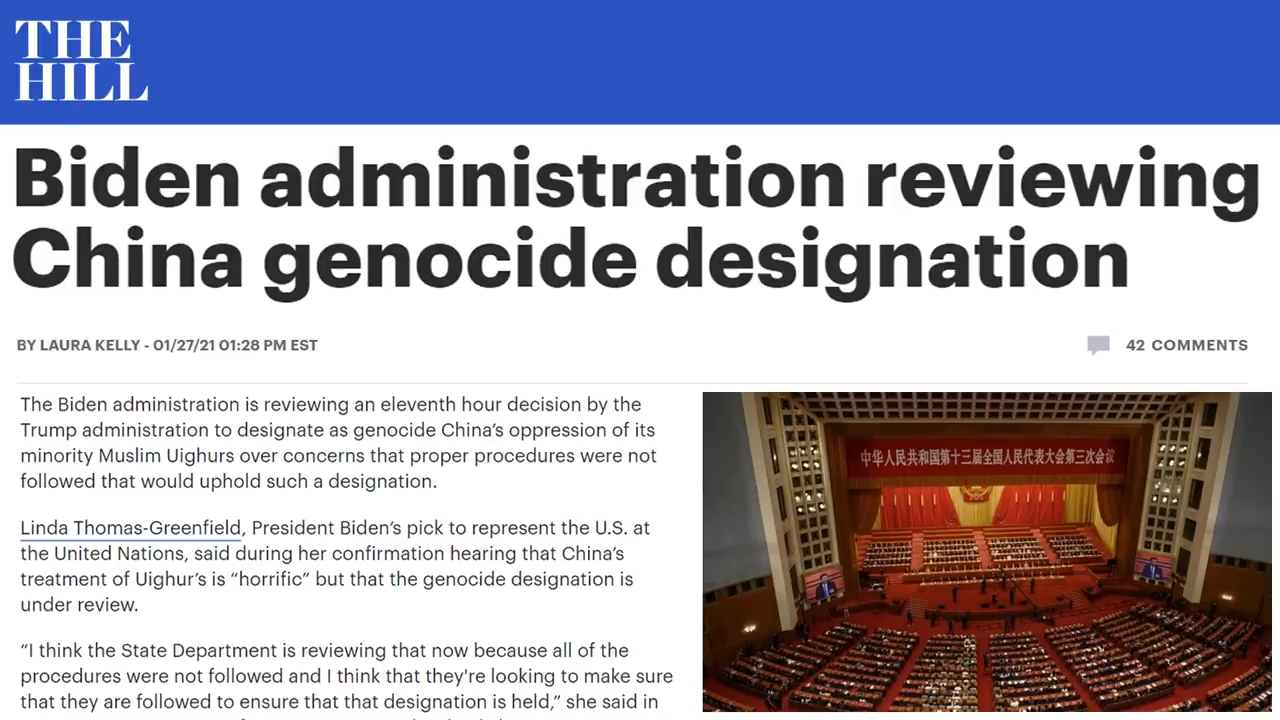 THE
HILL
Biden administration reviewing
China genocide designation
BY LAURA KELLY - 01/27/21 01:28 PM EST
42 COMMENTS
The Biden administration is reviewing an eleventh hour decision by the
Trump administration to designate as genocide China's oppression of its
minority Muslim Uighurs over concerns that proper procedures were not
followed that would uphold such a designation.
Linda Thomas-Greenfield, President Biden's pick to represent the U.S. at
the United Nations, said during her confirmation hearing that China's
treatment of Uighur's is “horrific” but that the genocide designation is
under review.
“I think the State Department is reviewing that now because all of the
procedures were not followed and I think that they're looking to make sure
that they are followed to ensure that that designation is held,” she said in
中华人民共和国第十三届全国人民代表大会第三次会议